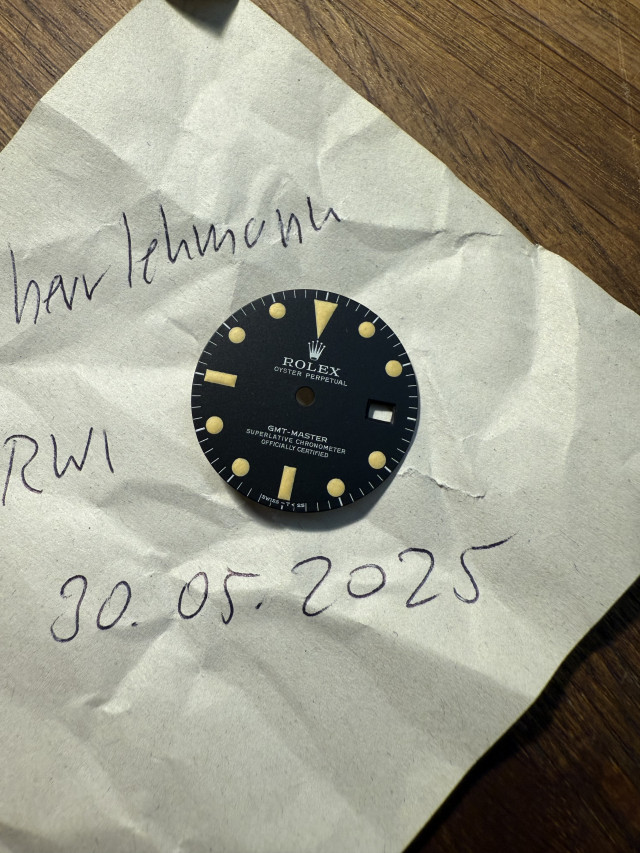 herr lehmann
ROLEX
OYSTER PERPETUAL
GMT-MASTER
SUPERLATIVE CHRONOMETER
OFFICIALLY CERTIFIED
SWISS-T<25
RWI
30.05.2025